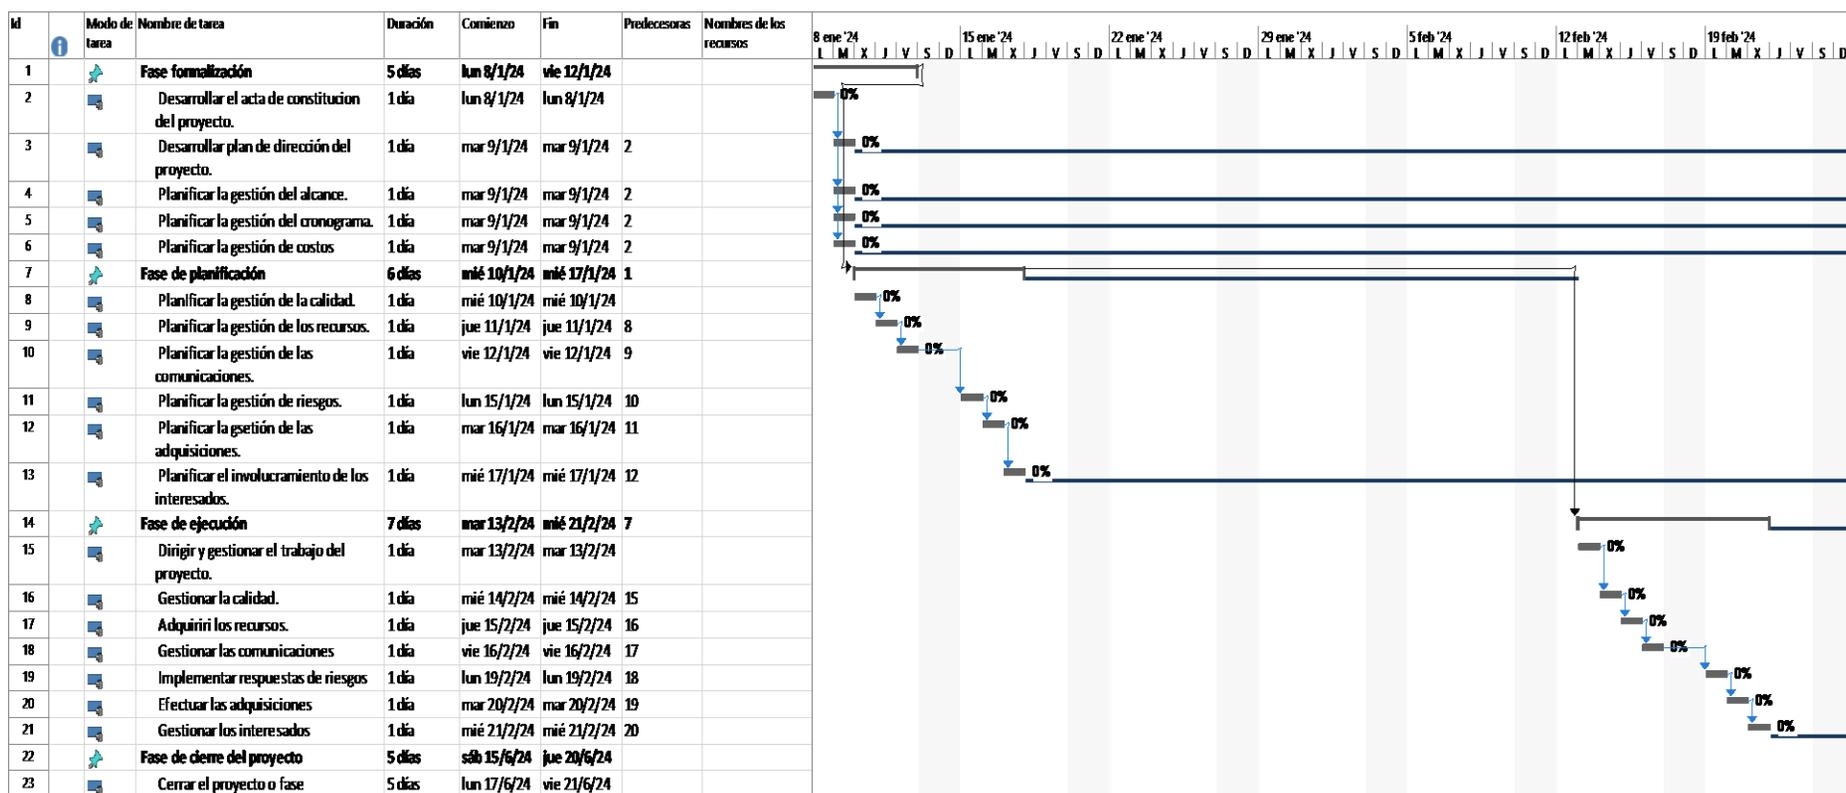 Id Modo de tarea Nombre de tarea Duración Comienzo Fin Predecesoras Nombres de los recursos
8 ene '24 15 ene '24 22 ene '24 29 ene '24 5 feb '24 12 feb '24 19 feb '24
L M X J V S D L M X J V S D L M X J V S D L M X J V S D L M X J V S D L M X J V S D L M X J V S D
1 Fase formalización 5 días lun 8/1/24 vie 12/1/24
2 Desarrollar el acta de constitucion 1 día lun 8/1/24 lun 8/1/24 0%
del proyecto.
3 Desarrollar plan de dirección del 1 día mar 9/1/24 mar 9/1/24 2 0%
proyecto.
4 Planificar la gestión del alcance. 1 día mar 9/1/24 mar 9/1/24 2 0%
5 Planificar la gestión del cronograma. 1 día mar 9/1/24 mar 9/1/24 2 0%
6 Planificar la gestión de costos 1 día mar 9/1/24 mar 9/1/24 2 0%
7 Fase de planificación 6 días mié 10/1/24 mié 17/1/24 1
8 Planificar la gestión de la calidad. 1 día mié 10/1/24 mié 10/1/24 0%
9 Planificar la gestión de los recursos. 1 día jue 11/1/24 jue 11/1/24 8 0%
10 Planificar la gestión de las 1 día vie 12/1/24 vie 12/1/24 9 0%
comunicaciones.
11 Planificar la gestión de riesgos. 1 día lun 15/1/24 lun 15/1/24 10 0%
12 Planificar la gsetión de las 1 día mar 16/1/24 mar 16/1/24 11 0%
adquisiciones.
13 Planificar el involucramiento de los 1 día mié 17/1/24 mié 17/1/24 12 0%
interesados.
14 Fase de ejecución 7 días mar 13/2/24 mié 21/2/24 7
15 Dirigir y gestionar el trabajo del 1 día mar 13/2/24 mar 13/2/24 0%
proyecto.
16 Gestionar la calidad. 1 día mié 14/2/24 mié 14/2/24 15 0%
17 Adquiriri los recursos. 1 día jue 15/2/24 jue 15/2/24 16 0%
18 Gestionar las comunicaciones 1 día vie 16/2/24 vie 16/2/24 17 0%
19 Implementar respuestas de riesgos 1 día lun 19/2/24 lun 19/2/24 18 0%
20 Efectuar las adquisiciones 1 día mar 20/2/24 mar 20/2/24 19 0%
21 Gestionar los interesados 1 día mié 21/2/24 mié 21/2/24 20 0%
22 Fase de cierre del proyecto 5 días sáb 15/6/24 jue 20/6/24
23 Cerrar el proyecto o fase 5 días lun 17/6/24 vie 21/6/24